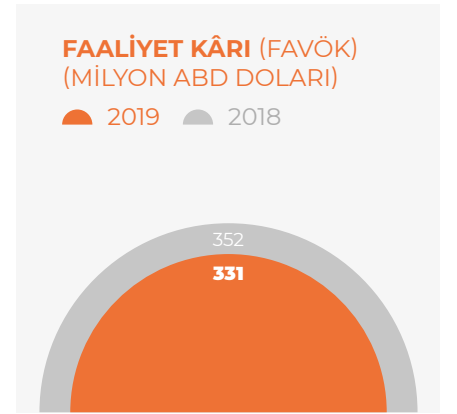 FAALİYET KÂRI (FAVÖK)
(MİLYON ABD DOLARI)
2019 2018
352
331